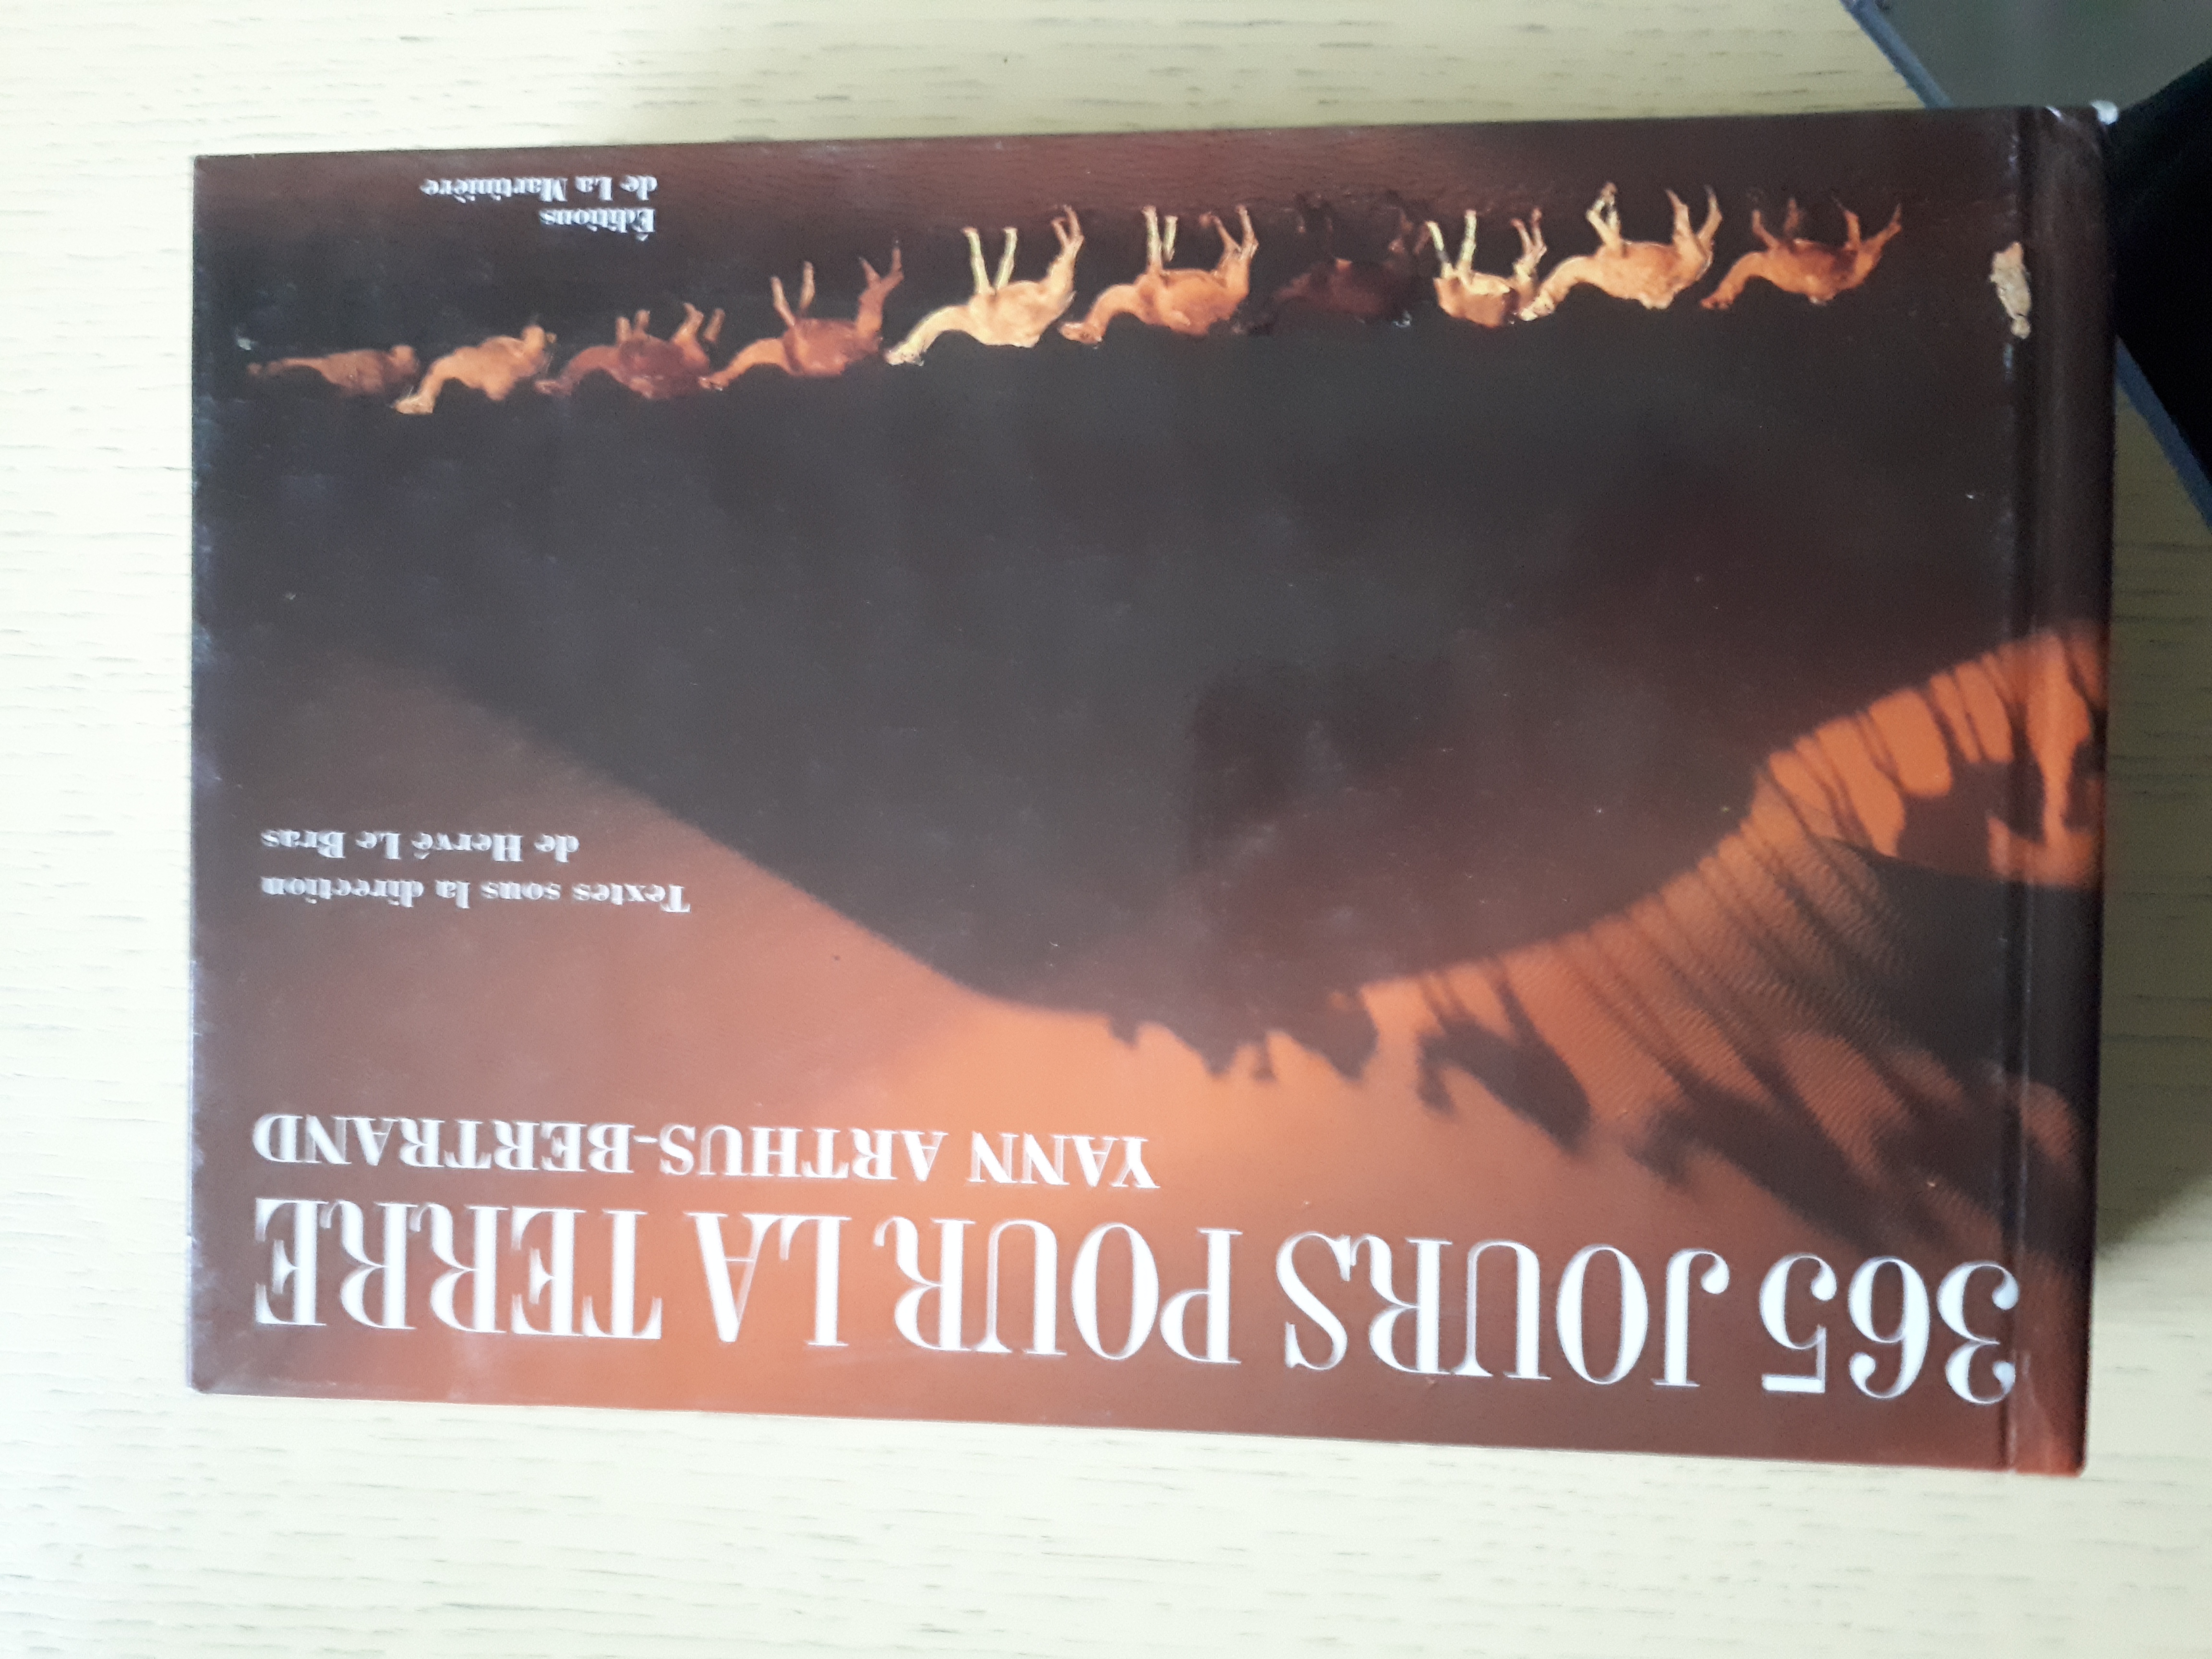 365 JOURS POUR LA TERRE
YANN ARTHUS-BERTRAND
Textes sous la direction
de Hervé Le Bras
Éditions
de La Martinière